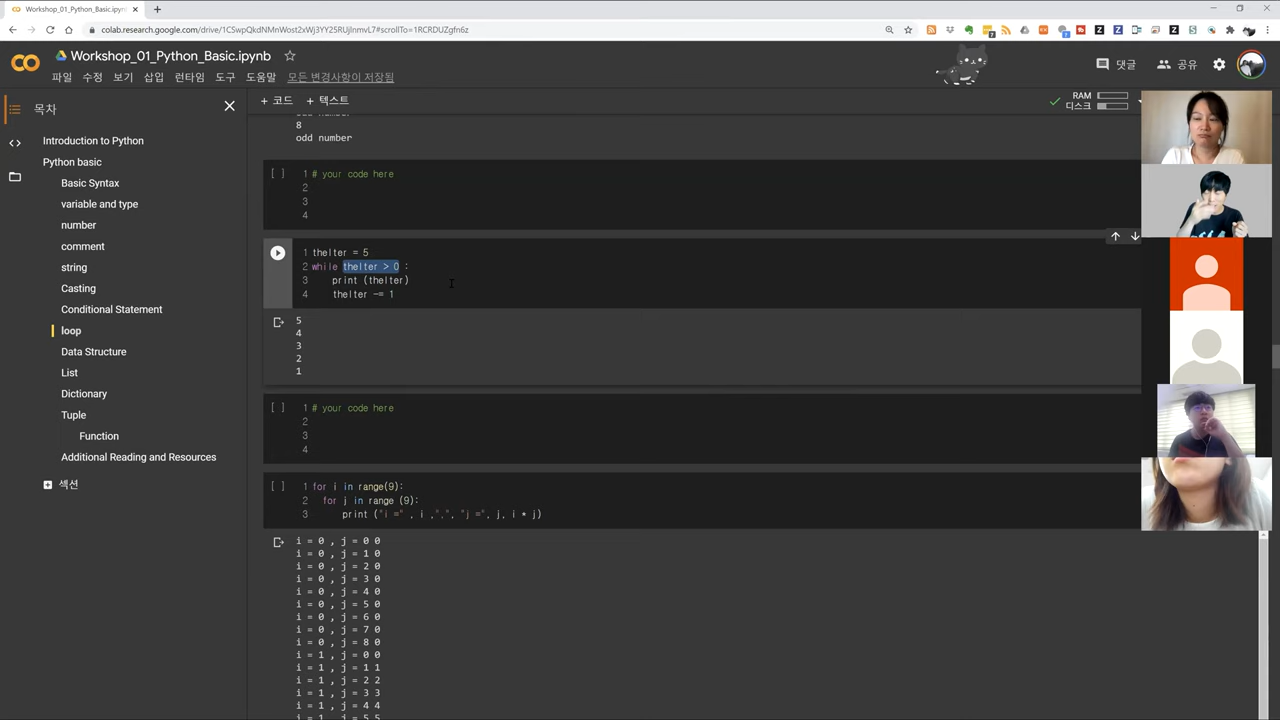 Workshop_01_Python_Basic.ipynb
colab.research.google.com/drive/1CSwpQkdNMnWost2xWj3YY25RUjlnmvL7#scrollTo=1RCRDUZgfn6z
Workshop_01_Python_Basic.ipynb
파일 수정 보기 삽입 런타임 도구 도움말 모든 변경사항이 저장됨
댓글 공유
목차
+ 코드 + 텍스트
RAM
디스크
Introduction to Python
Python basic
Basic Syntax
variable and type
number
comment
string
Casting
Conditional Statement
loop
Data Structure
List
Dictionary
Tuple
Function
Additional Reading and Resources
섹션
8
odd number
[ ] 1 # your code here
2
3
4
1 theIter = 5
2 while theIter > 0 :
3 print (theIter)
4 theIter -= 1
5
4
3
2
1
[ ] 1 # your code here
2
3
4
[ ] 1 for i in range(9):
2 for j in range (9):
3 print ("i =" , i ,",", "j =", j, i * j)
i = 0 , j = 0 0
i = 0 , j = 1 0
i = 0 , j = 2 0
i = 0 , j = 3 0
i = 0 , j = 4 0
i = 0 , j = 5 0
i = 0 , j = 6 0
i = 0 , j = 7 0
i = 0 , j = 8 0
i = 1 , j = 0 0
i = 1 , j = 1 1
i = 1 , j = 2 2
i = 1 , j = 3 3
i = 1 , j = 4 4
i = 1 , j = 5 5